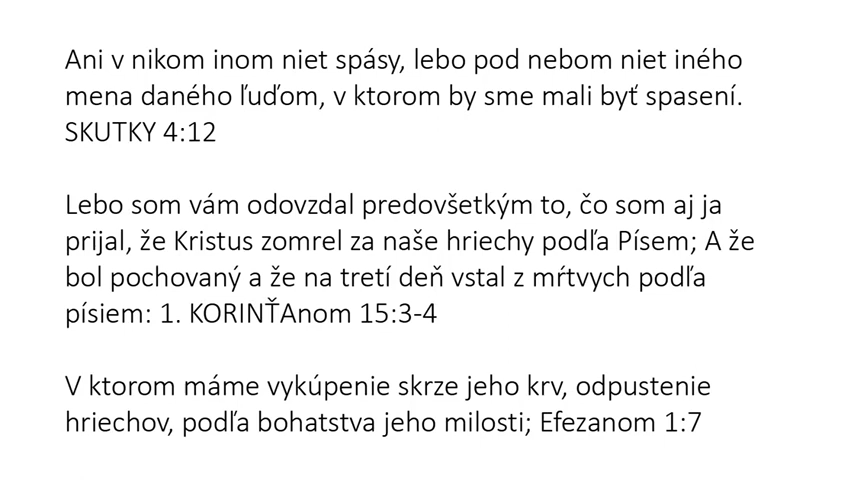 Ani v nikom inom niet spásy, lebo pod nebom niet iného
mena daného ľuďom, v ktorom by sme mali byť spasení.
SKUTKY 4:12
Lebo som vám odovzdal predovšetkým to, čo som aj ja
prijal, že Kristus zomrel za naše hriechy podľa Písem; A že
bol pochovaný a že na tretí deň vstal z mŕtvych podľa
písiem: 1. KORINŤAnom 15:3-4
V ktorom máme vykúpenie skrze jeho krv, odpustenie
hriechov, podľa bohatstva jeho milosti; Efezanom 1:7